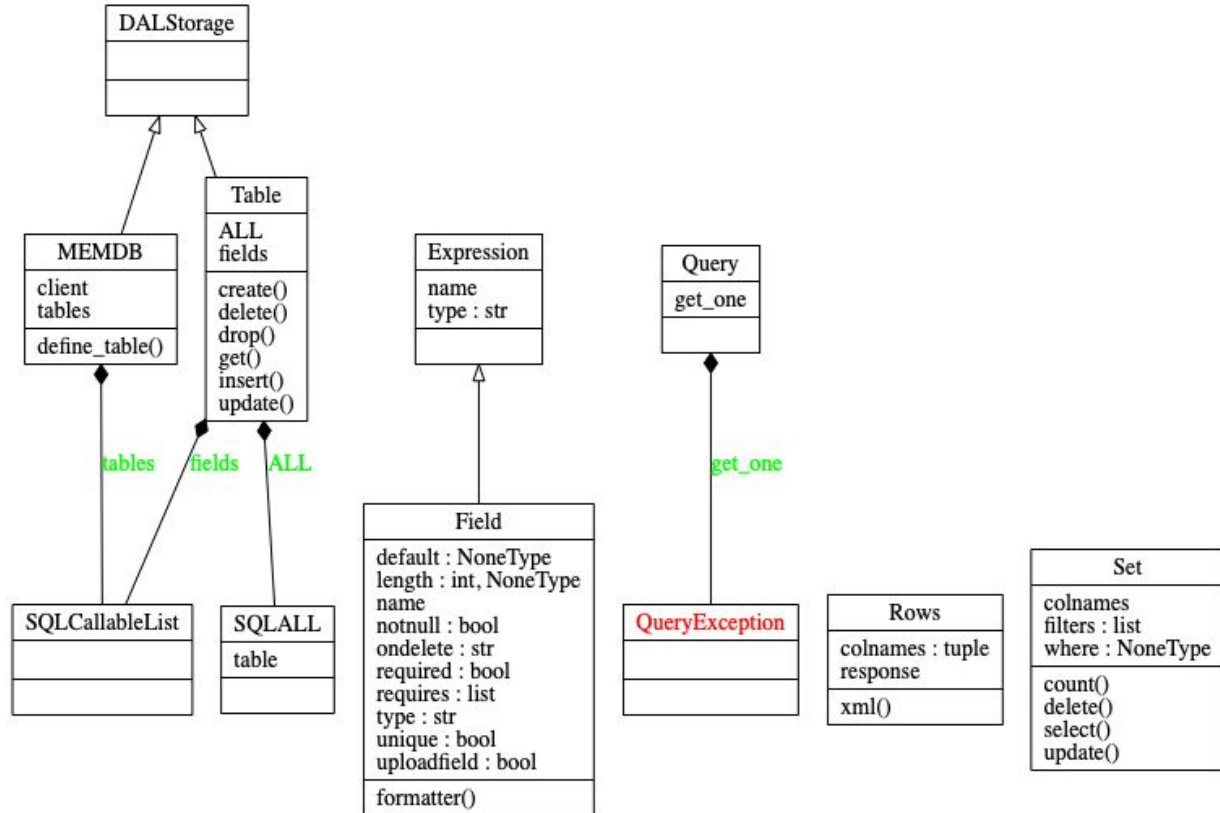 DALStorage
Table
ALL
fields
create()
delete()
drop()
get()
insert()
update()
MEMDB
client
tables
define_table()
Expression
name
type : str
Query
get_one
tables
fields
ALL
get_one
Field
default : NoneType
length : int, NoneType
name
notnull : bool
ondelete : str
required : bool
requires : list
type : str
unique : bool
uploadfield : bool
formatter()
SQLCallableList
SQLALL
table
QueryException
Rows
colnames : tuple
response
xml()
Set
colnames
filters : list
where : NoneType
count()
delete()
select()
update()